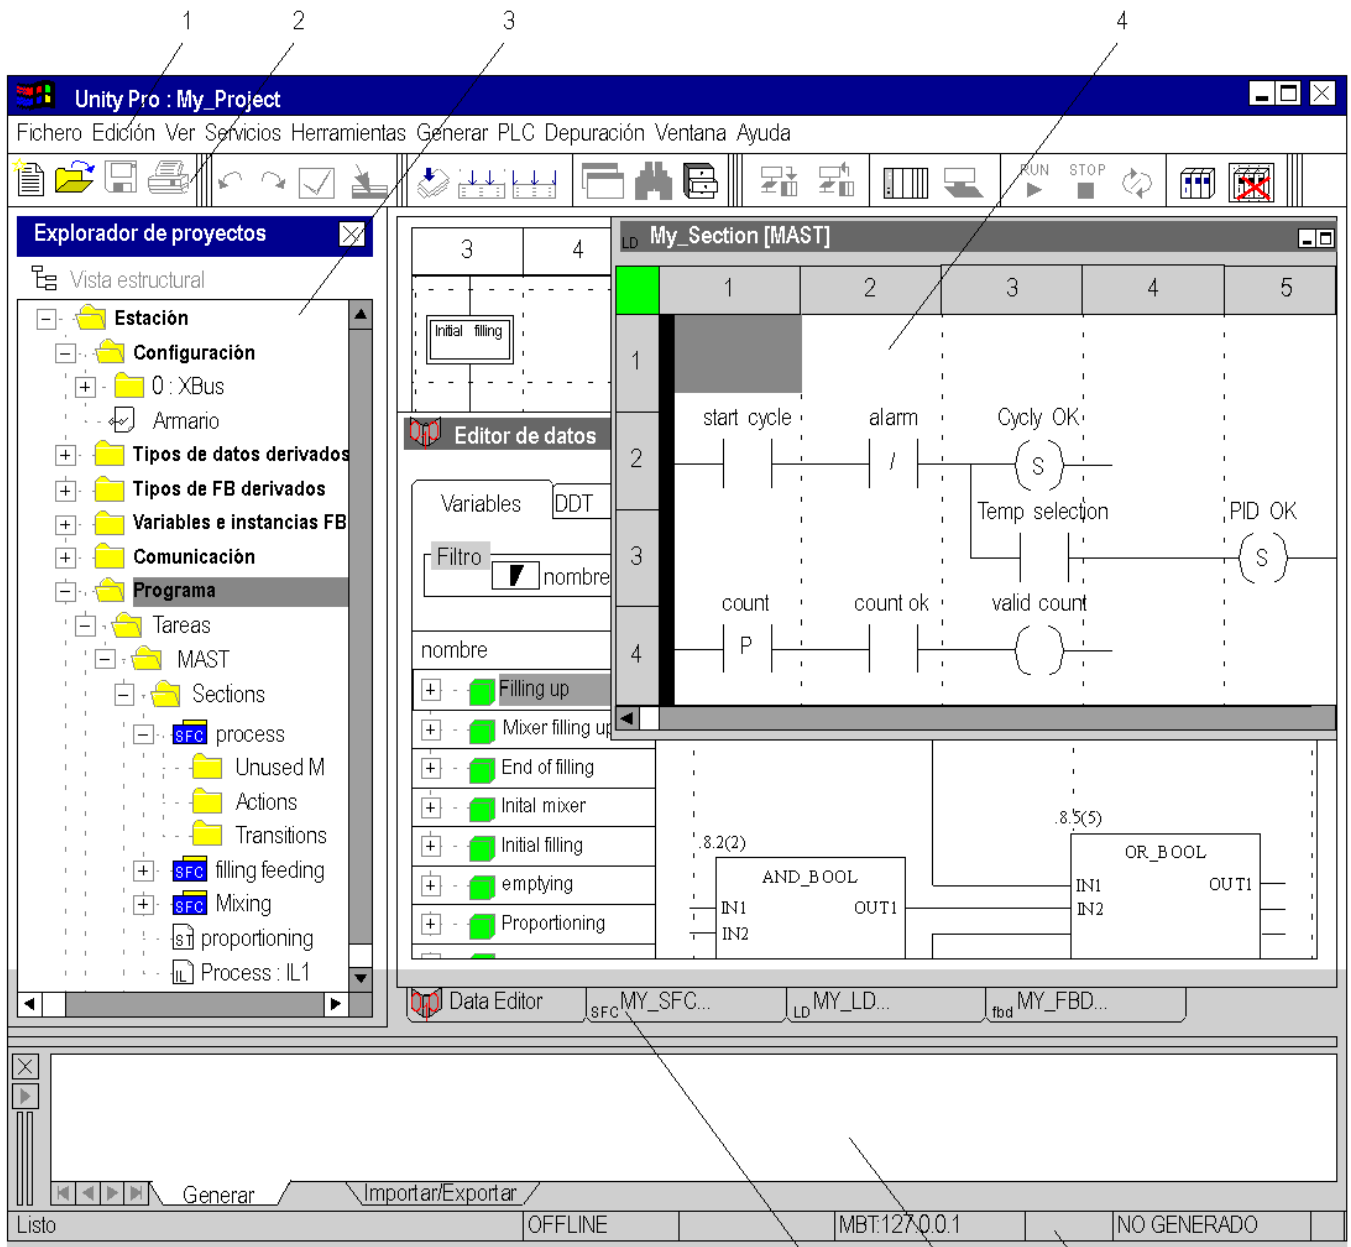 1 2 3 4
Unity Pro : My_Project
Fichero Edición Ver Servicios Herramientas Generar PLC Depuración Ventana Ayuda
RUN STOP
Explorador de proyectos
Vista estructural
Estación
Configuración
0 : XBus
Armario
Tipos de datos derivados
Tipos de FB derivados
Variables e instancias FB
Comunicación
Programa
Tareas
MAST
Sections
SFC process
Unused M
Actions
Transitions
SFC filling feeding
SFC Mixing
ST proportioning
IL Process : IL1
3 4
Initial filling
Editor de datos
Variables DDT
Filtro
nombre
nombre
Filling up
Mixer filling up
End of filling
Inital mixer
Initial filling
emptying
Proportioning
LD My_Section [MAST]
1 2 3 4 5
1
start cycle alarm Cycly OK
2 / S
Temp selection PID OK
3 S
count count ok valid count
4 P
.8.2(2)
AND_BOOL
IN1 OUT1
IN2
.8.5(5)
OR_BOOL
IN1 OUT1
IN2
Data Editor SFC MY_SFC... LD MY_LD... fbd MY_FBD...
Generar Importar/Exportar
Listo OFFLINE MBT:127.0.0.1 NO GENERADO